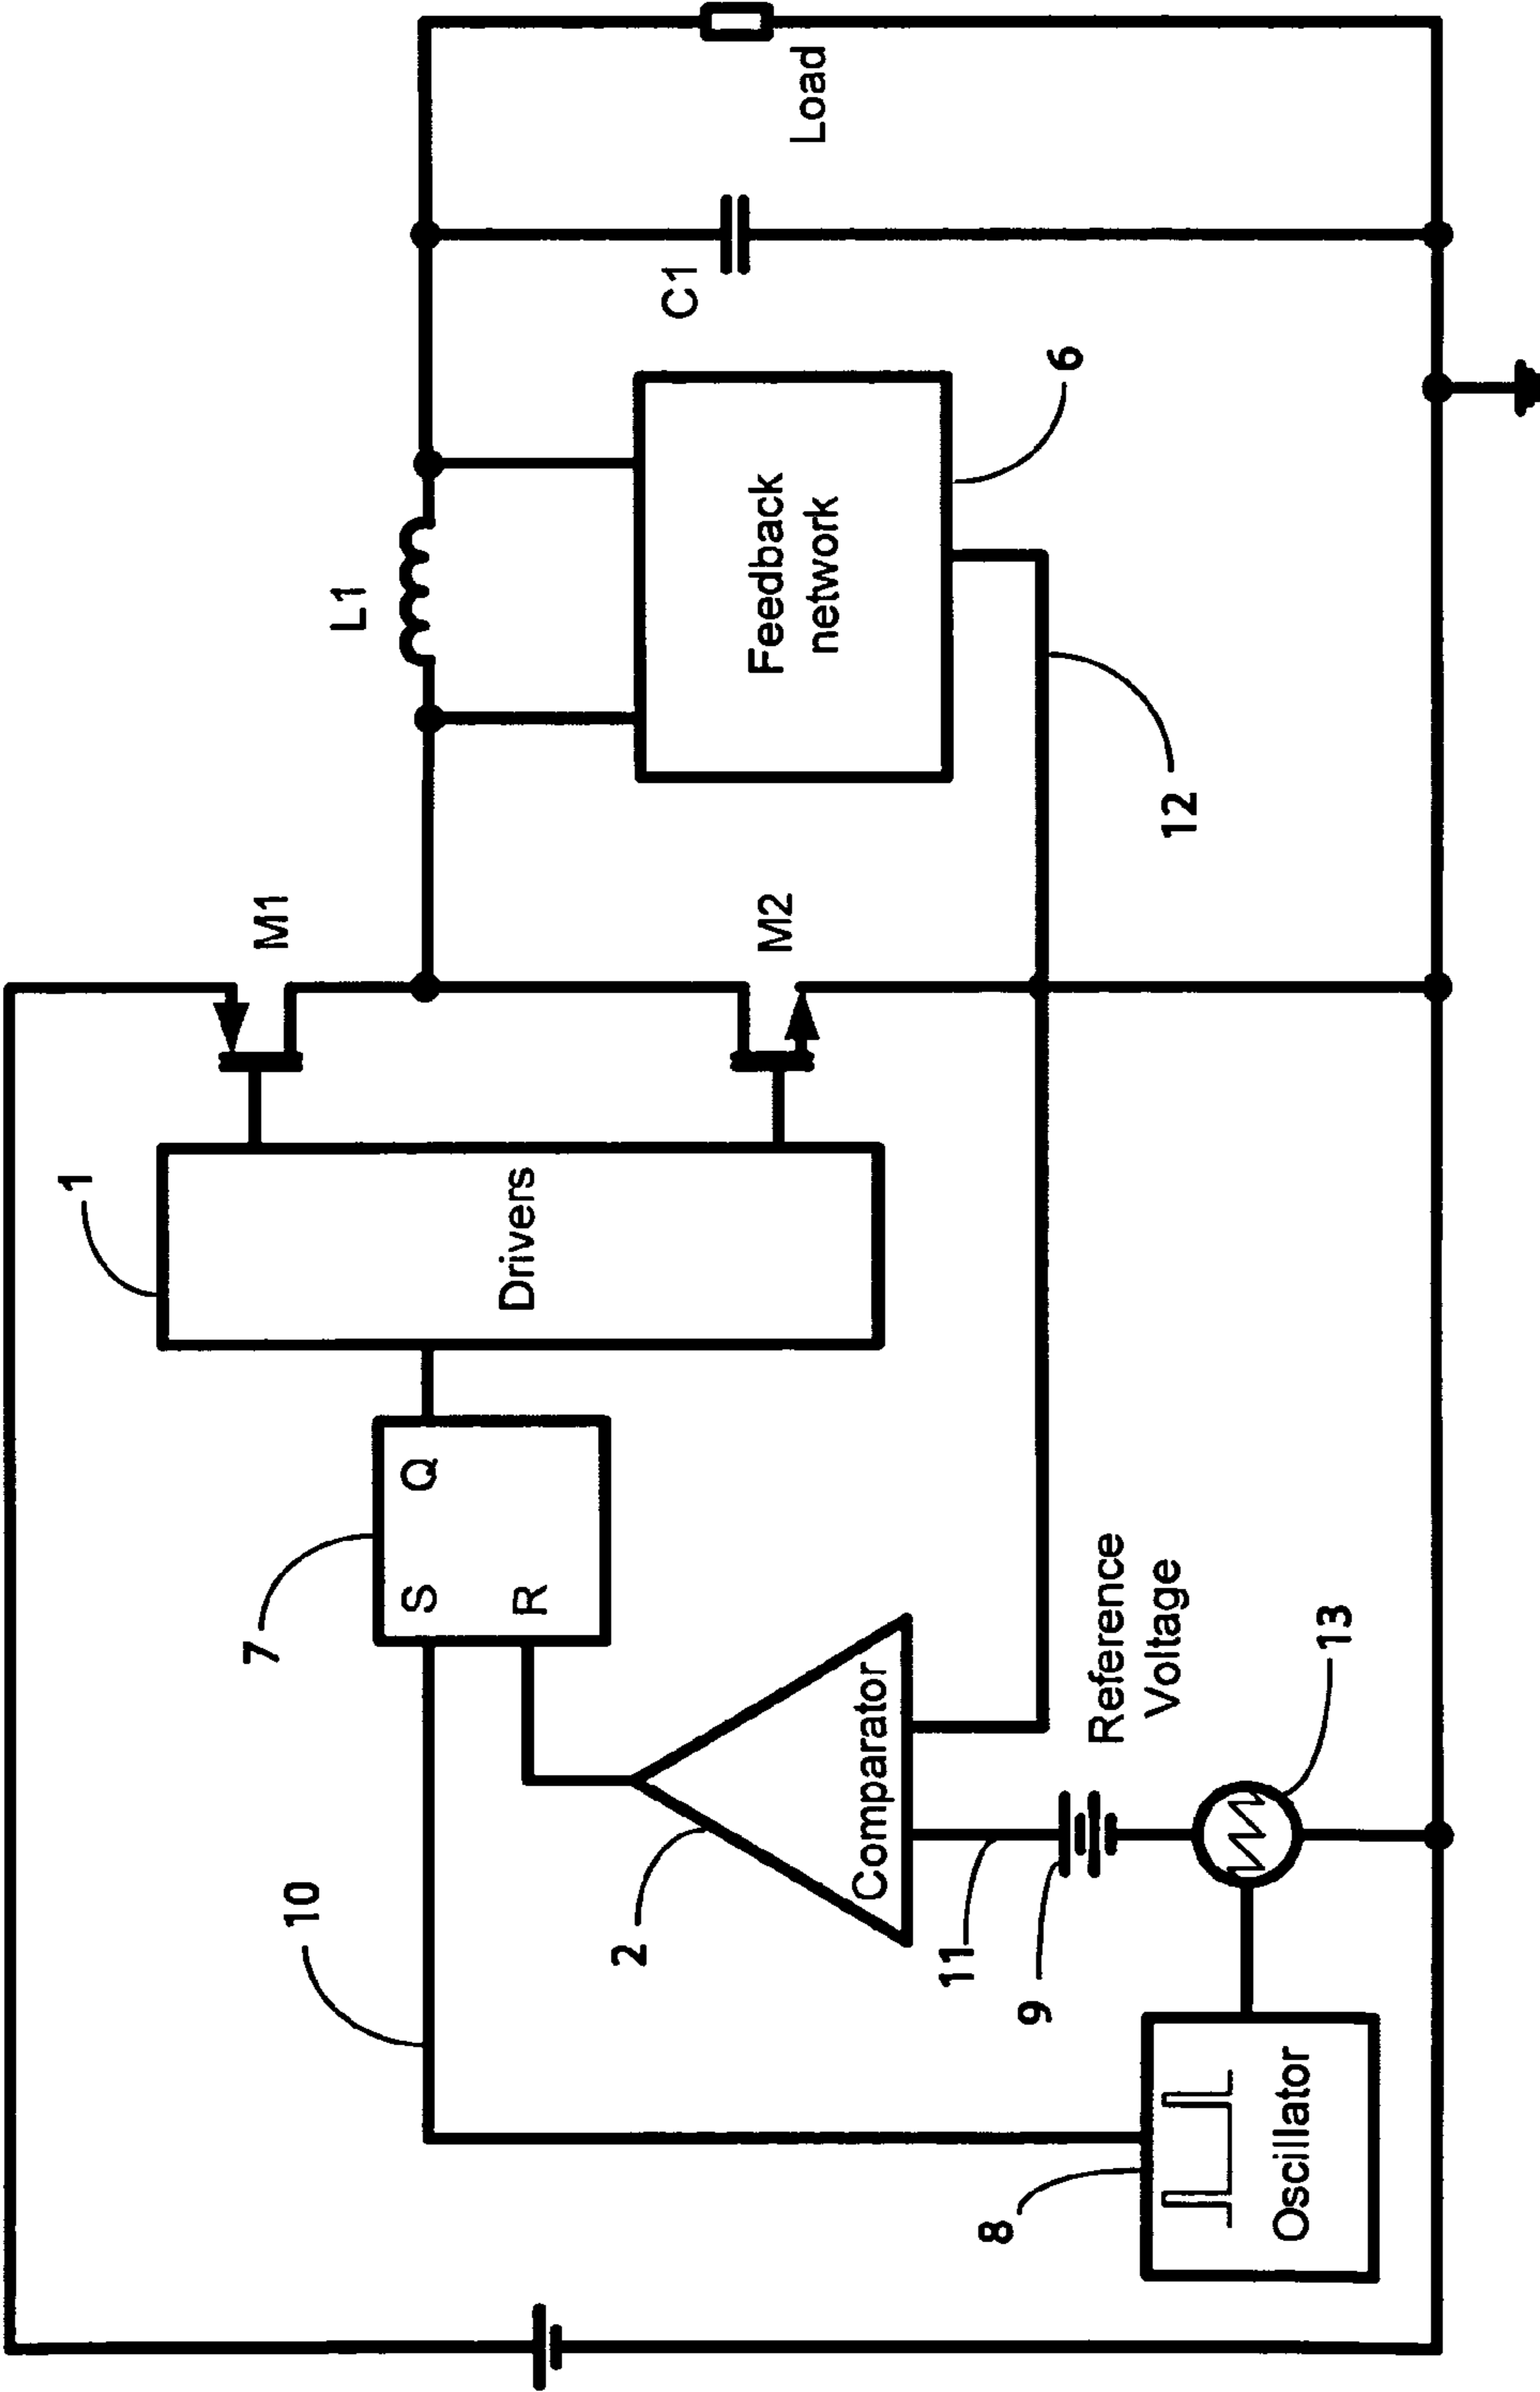 1
M1
L1
7
S
Q
R
Drivers
M2
C1
Load
10
2
Comparator
Feedback
network
6
11
9
Reference
Voltage
12
8
Oscillator
13